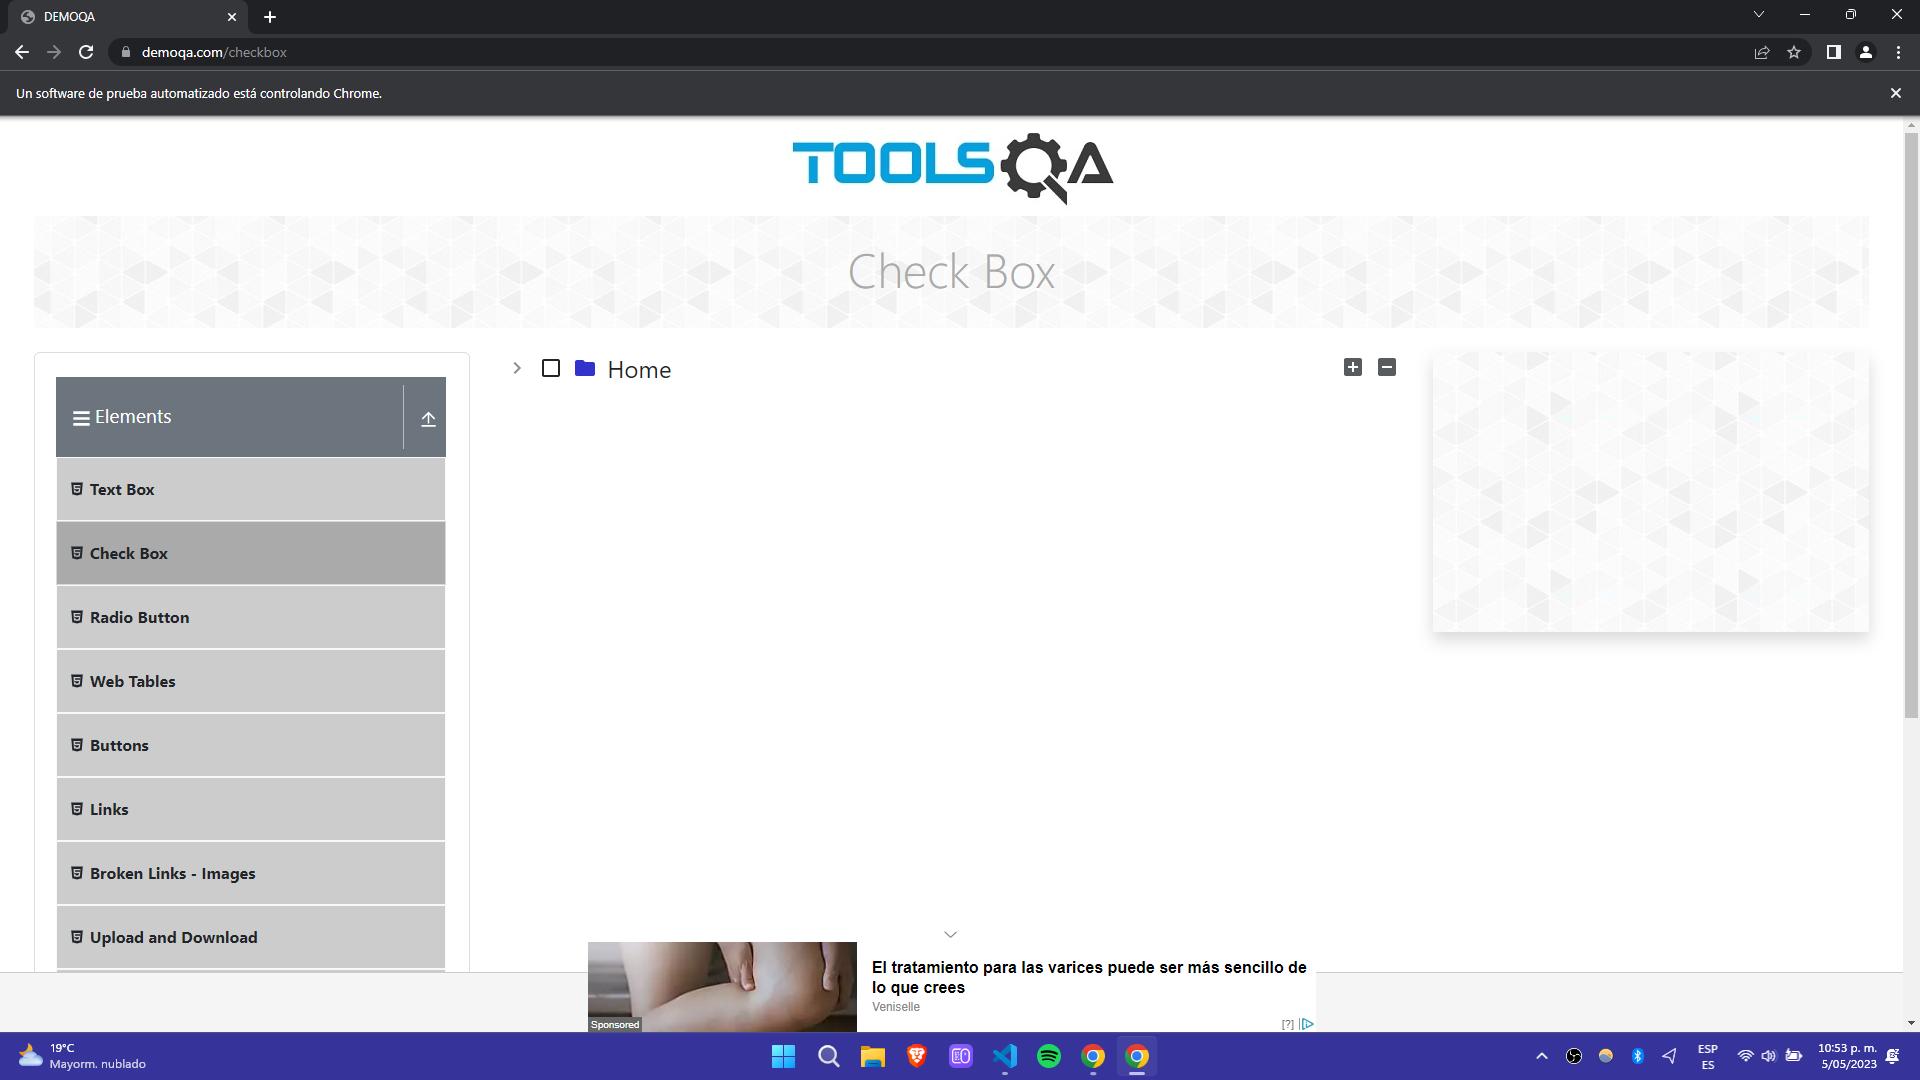 DEMOQA
demoqa.com/checkbox
Un software de prueba automatizado está controlando Chrome.
TOOLSQA
Check Box
Elements
Text Box
Check Box
Radio Button
Web Tables
Buttons
Links
Broken Links - Images
Upload and Download
Home
Sponsored
El tratamiento para las varices puede ser más sencillo de
lo que crees
Veniselle
[?]
19°C
Mayorm. nublado
ESP
ES
10:53 p. m.
5/05/2023